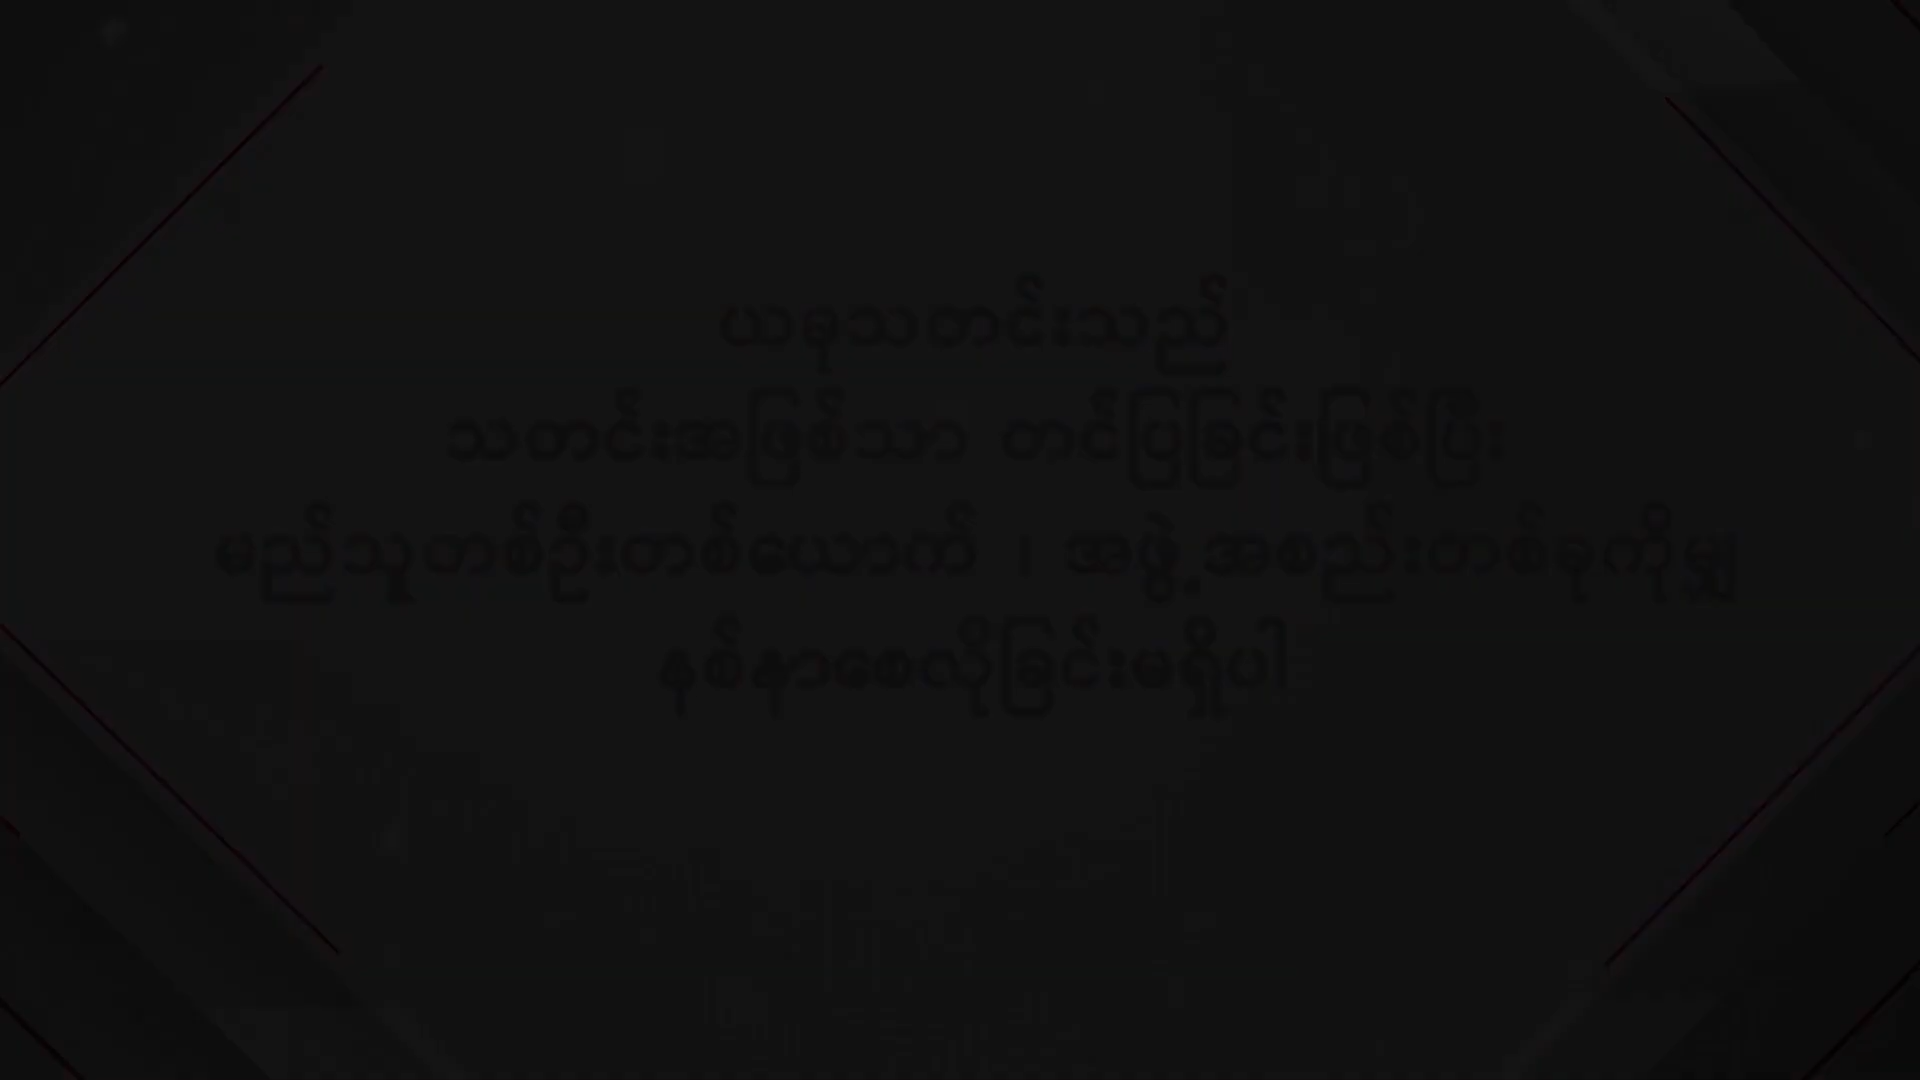 ယခုသတင်းသည်
သတင်းအဖြစ်သာ တင်ပြခြင်းဖြစ်ပြီး
မည်သူတစ်ဦးတစ်ယောက် ၊ အဖွဲ့အစည်းတစ်ခုကိုမျှ
နစ်နာစေလိုခြင်းမရှိပါ